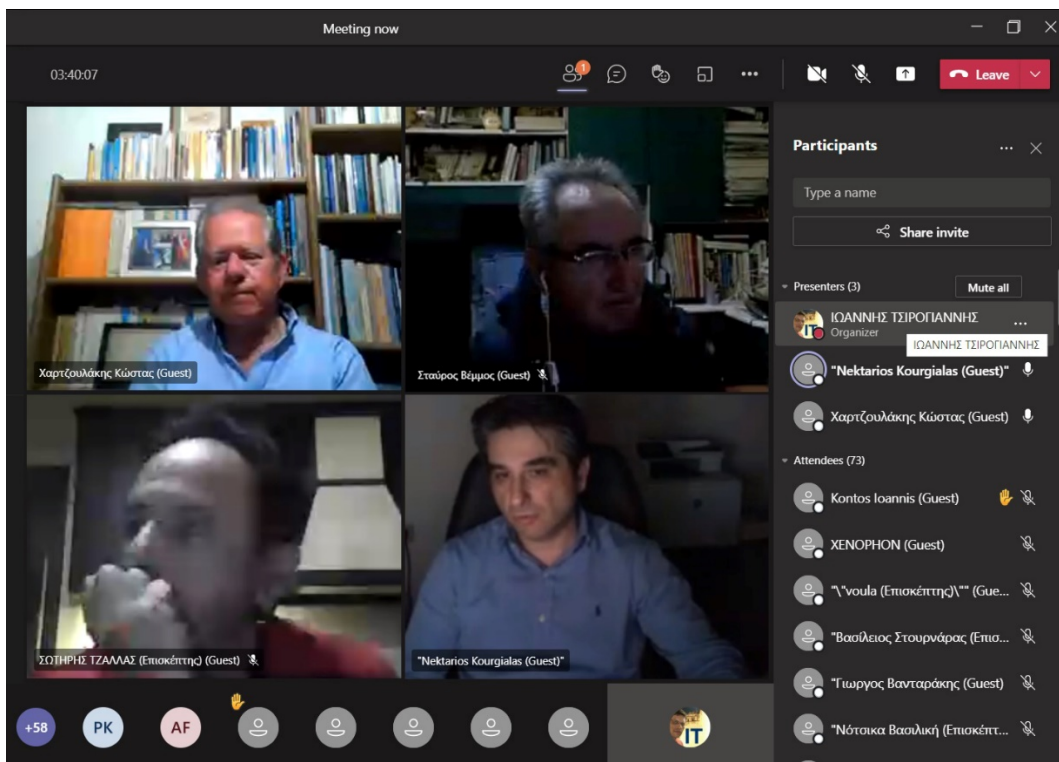 Meeting now
03:40:07
1
Leave
Χαρτζουλάκης Κώστας (Guest)
Σταύρος Βέμμος (Guest)
ΣΩΤΗΡΗΣ ΤΖΑΛΛΑΣ (Επισκέπτης) (Guest)
"Nektarios Kourgialas (Guest)"
+58
PK
AF
IT
Participants
Type a name
Share invite
Presenters (3)
Mute all
IT
ΙΩΑΝΝΗΣ ΤΣΙΡΟΓΙΑΝΝΗΣ
Organizer
ΙΩΑΝΝΗΣ ΤΣΙΡΟΓΙΑΝΝΗΣ
"Nektarios Kourgialas (Guest)"
Χαρτζουλάκης Κώστας (Guest)
Attendees (73)
Kontos Ioannis (Guest)
XENOPHON (Guest)
"\"voula (Επισκέπτης)\"" (Gue...
"Βασίλειος Στουρνάρας (Επισ...
"Γιωργος Βανταράκης (Guest)
"Νότσικα Βασιλική (Επισκέπτ...